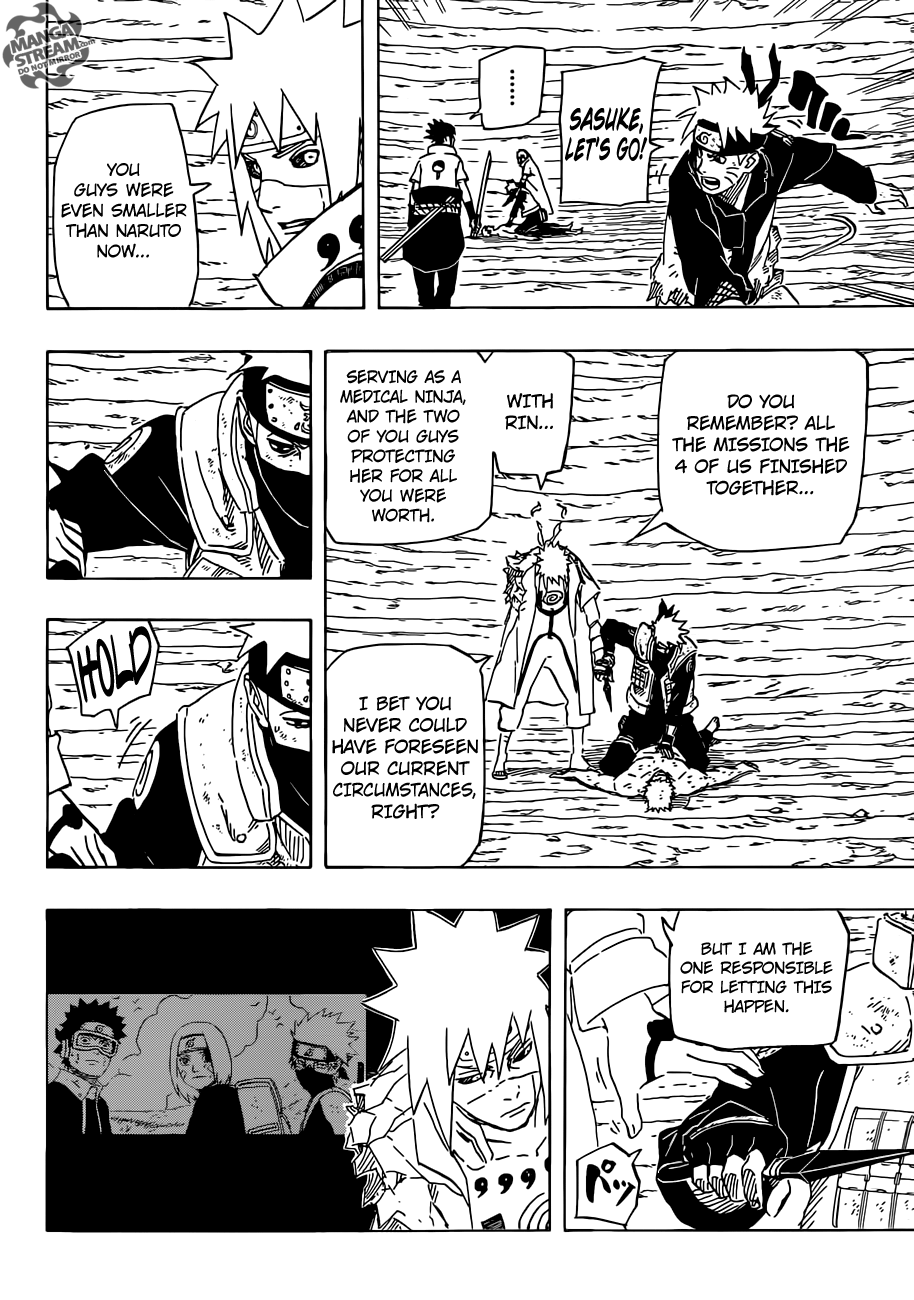 MANGA
STREAM.com
DO NOT MIRROR
SASUKE,
LET'S GO!
......
YOU
GUYS WERE
EVEN SMALLER
THAN NARUTO
NOW...
DO YOU
REMEMBER? ALL
THE MISSIONS THE
4 OF US FINISHED
TOGETHER...
WITH
RIN...
SERVING AS A
MEDICAL NINJA,
AND THE TWO
OF YOU GUYS
PROTECTING
HER FOR ALL
YOU WERE
WORTH.
I BET YOU
NEVER COULD
HAVE FORESEEN
OUR CURRENT
CIRCUMSTANCES,
RIGHT?
HOLD
BUT I AM THE
ONE RESPONSIBLE
FOR LETTING THIS
HAPPEN.